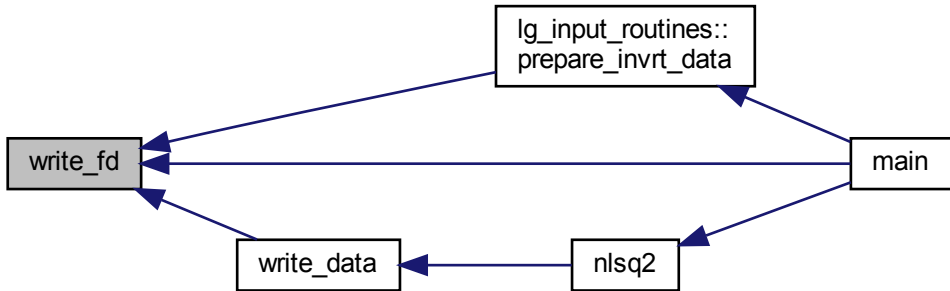 lg_input_routines::
prepare_invrt_data
write_fd
main
write_data
nlsq2